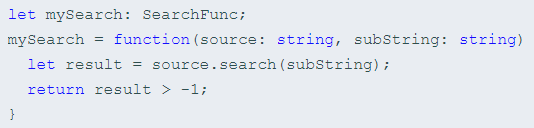 let mySearch: SearchFunc;
mySearch = function(source: string, subString: string)
  let result = source.search(subString);
  return result > -1;
}